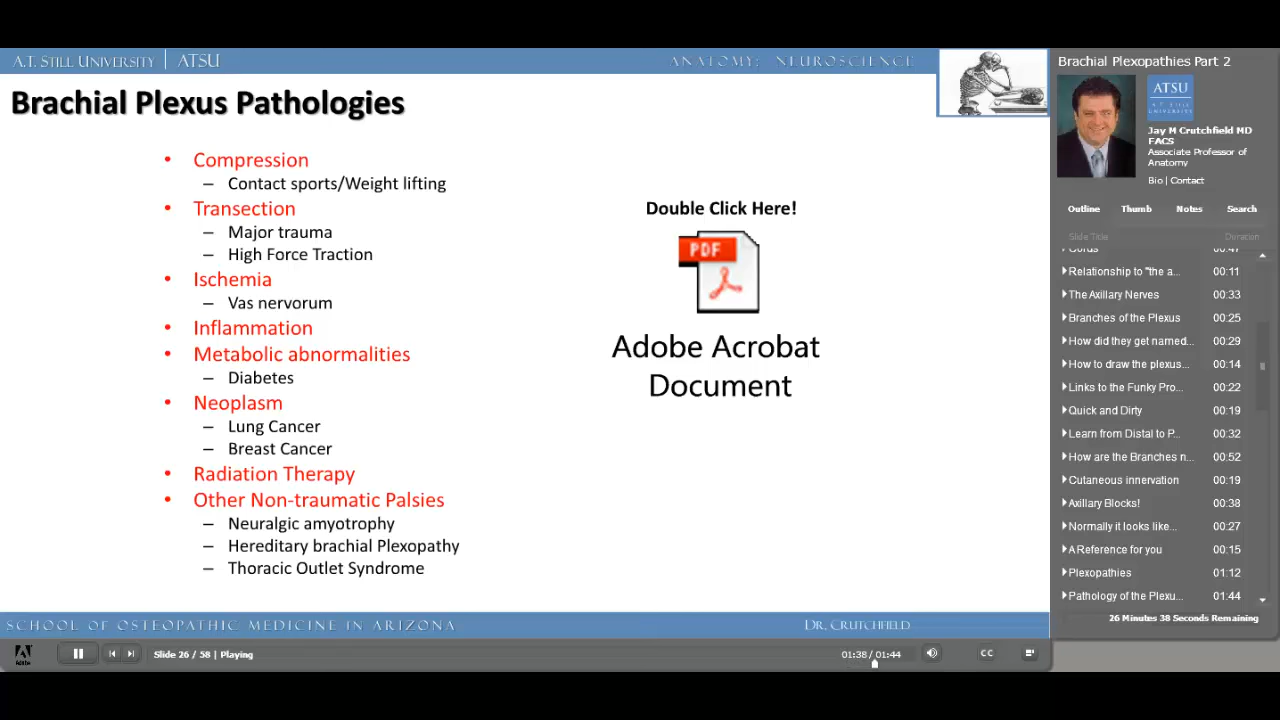 A.T. STILL UNIVERSITY | ATSU
ANATOMY: NEUROSCIENCE
Brachial Plexus Pathologies
• Compression
– Contact sports/Weight lifting
• Transection
– Major trauma
– High Force Traction
• Ischemia
– Vas nervorum
• Inflammation
• Metabolic abnormalities
– Diabetes
• Neoplasm
– Lung Cancer
– Breast Cancer
• Radiation Therapy
• Other Non-traumatic Palsies
– Neuralgic amyotrophy
– Hereditary brachial Plexopathy
– Thoracic Outlet Syndrome
Double Click Here!
PDF
Adobe Acrobat
Document
SCHOOL OF OSTEOPATHIC MEDICINE IN ARIZONA
DR. CRUTCHFIELD
Brachial Plexopathies Part 2
ATSU
A.T. STILL
UNIVERSITY
Jay M Crutchfield MD
FACS
Associate Professor of
Anatomy
Bio | Contact
Outline Thumb Notes Search
Slide Title Duration
Cords 00:47
Relationship to "the a... 00:11
The Axillary Nerves 00:33
Branches of the Plexus 00:25
How did they get named... 00:29
How to draw the plexus... 00:14
Links to the Funky Pro... 00:22
Quick and Dirty 00:19
Learn from Distal to P... 00:32
How are the Branches n... 00:52
Cutaneous innervation 00:19
Axillary Blocks! 00:38
Normally it looks like... 00:27
A Reference for you 00:15
Plexopathies 01:12
Pathology of the Plexu... 01:44
26 Minutes 38 Seconds Remaining
Adobe
Slide 26 / 58 | Playing
01:38 / 01:44
CC